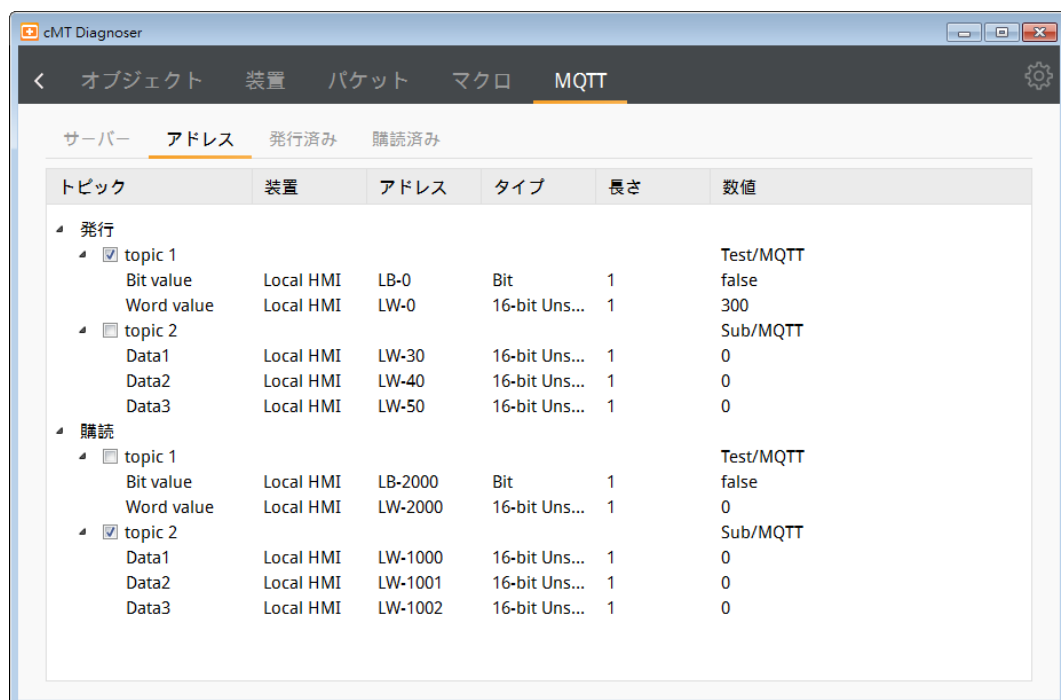 cMT Diagnoser
オブジェクト 装置 パケット マクロ MQTT
サーバー アドレス 発行済み 購読済み
トピック 装置 アドレス タイプ 長さ 数値
発行
topic 1 Test/MQTT
Bit value Local HMI LB-0 Bit 1 false
Word value Local HMI LW-0 16-bit Uns... 1 300
topic 2 Sub/MQTT
Data1 Local HMI LW-30 16-bit Uns... 1 0
Data2 Local HMI LW-40 16-bit Uns... 1 0
Data3 Local HMI LW-50 16-bit Uns... 1 0
購読
topic 1 Test/MQTT
Bit value Local HMI LB-2000 Bit 1 false
Word value Local HMI LW-2000 16-bit Uns... 1 0
topic 2 Sub/MQTT
Data1 Local HMI LW-1000 16-bit Uns... 1 0
Data2 Local HMI LW-1001 16-bit Uns... 1 0
Data3 Local HMI LW-1002 16-bit Uns... 1 0